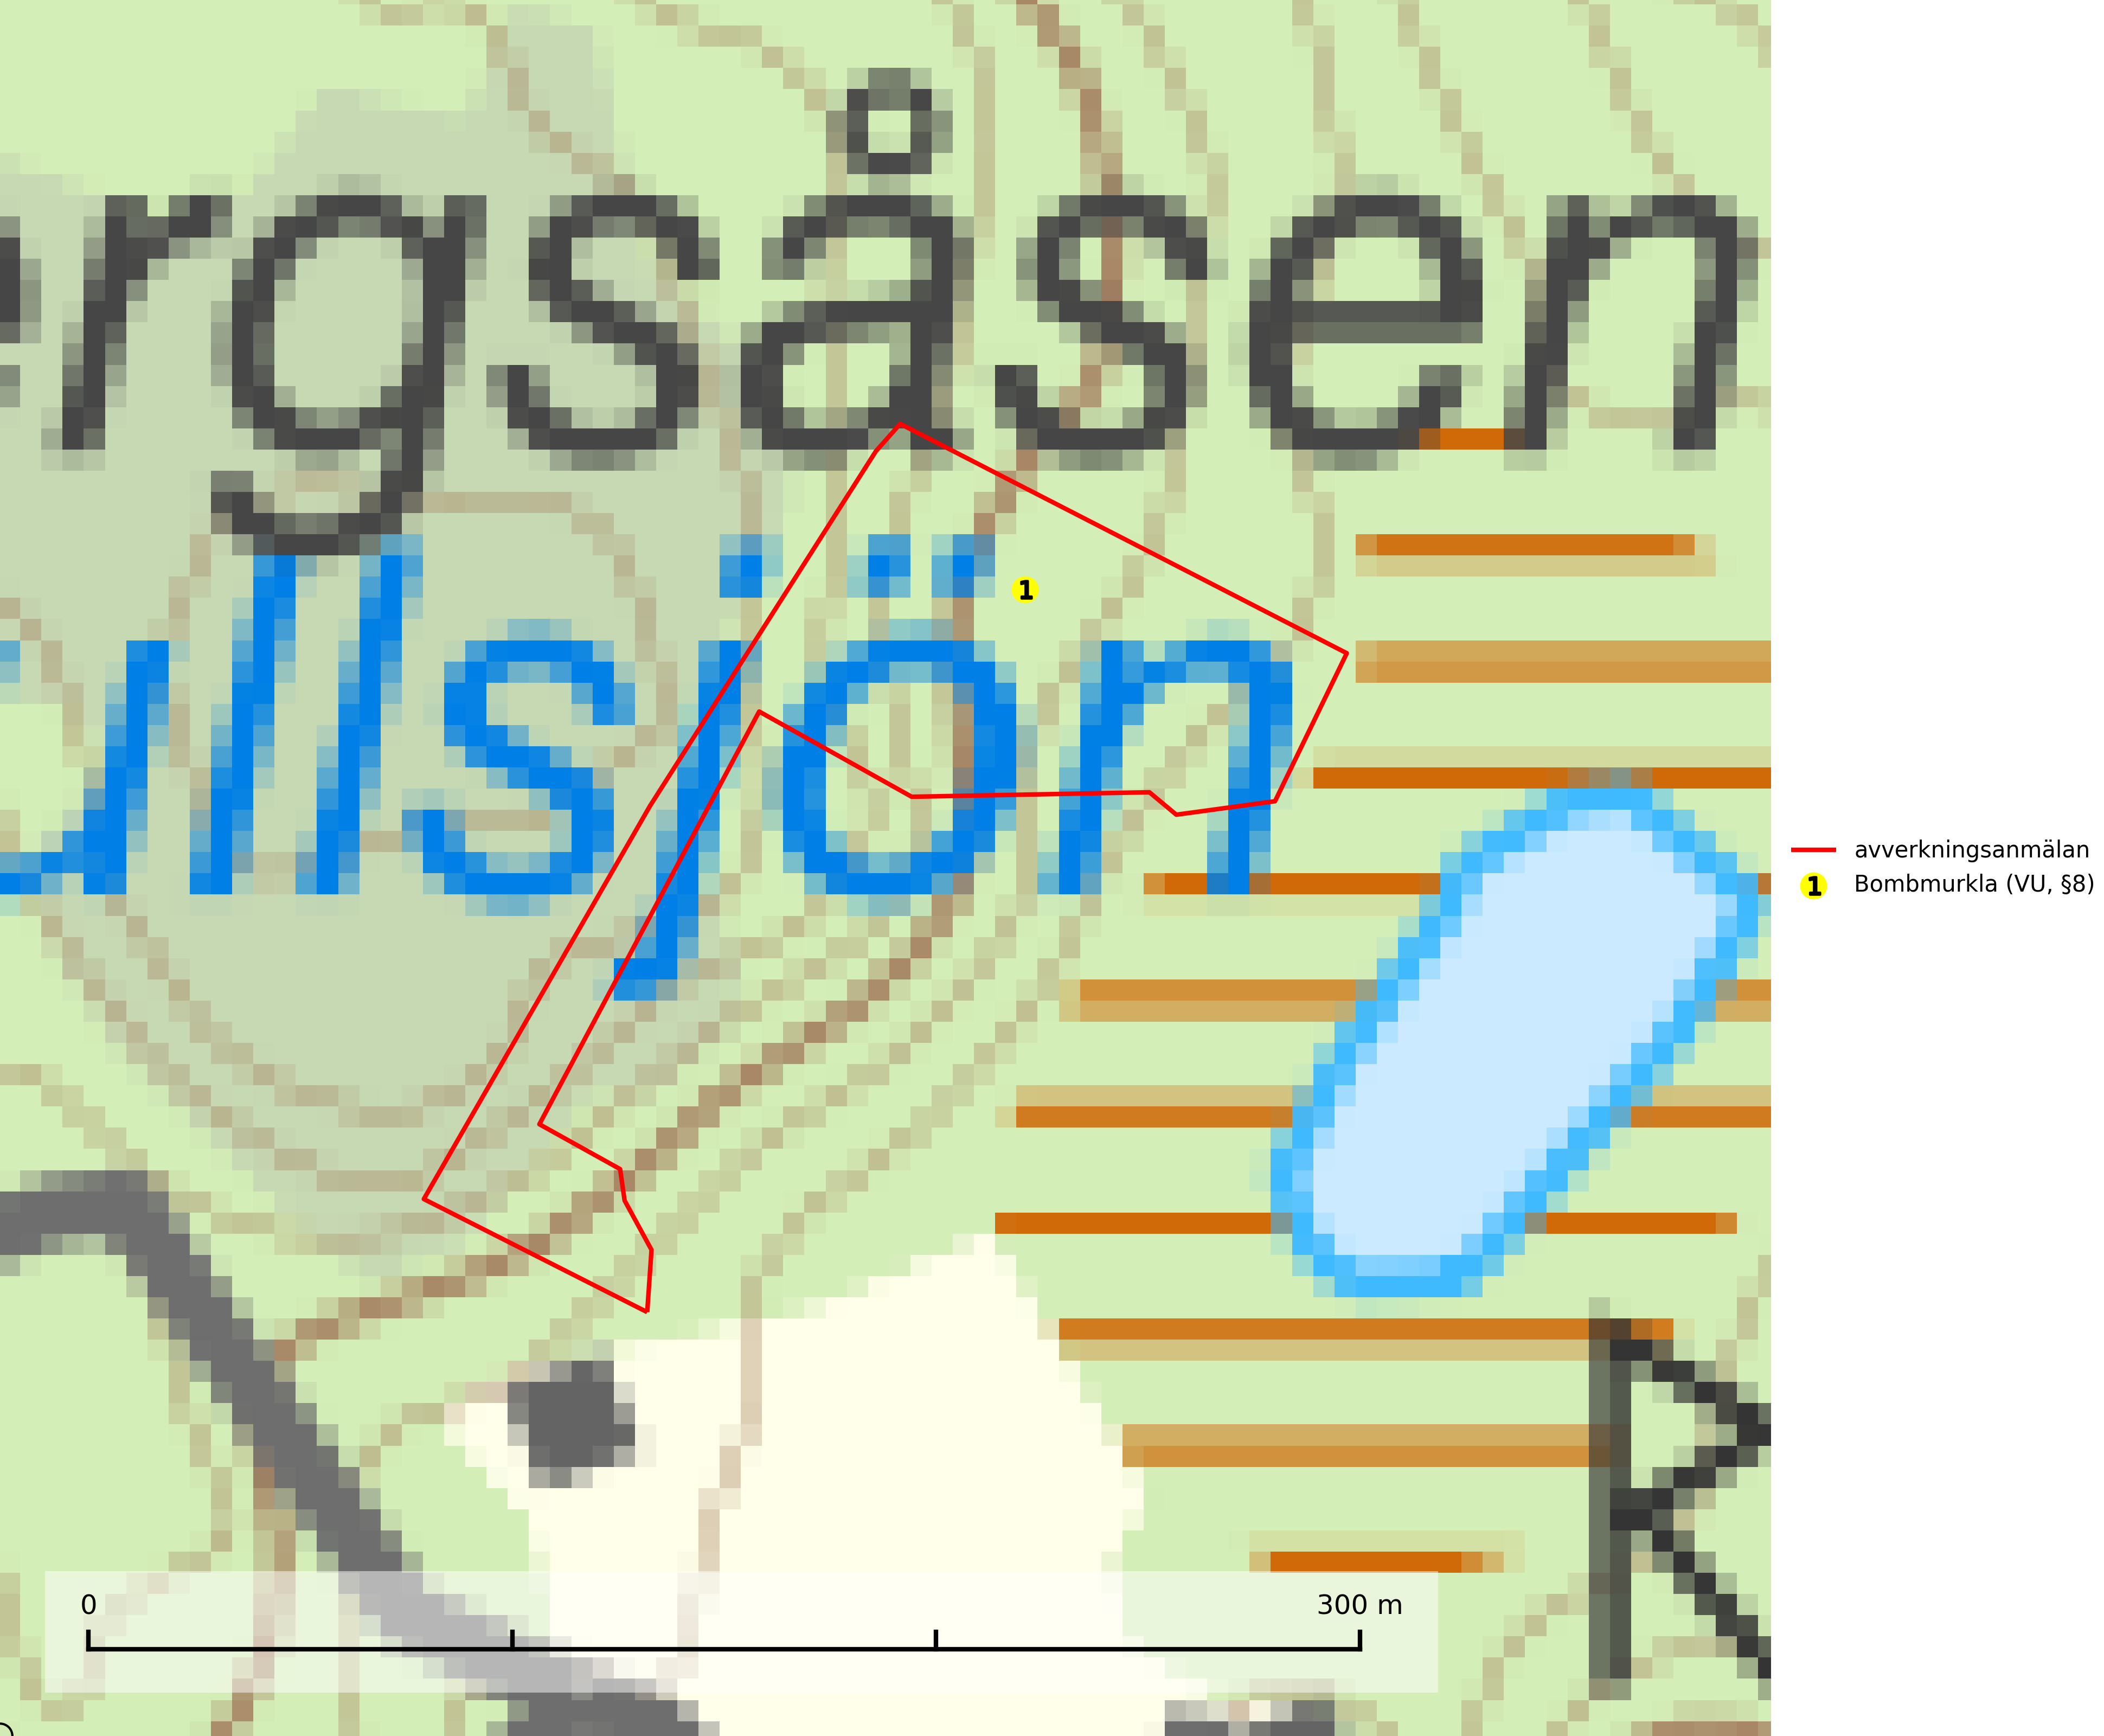 rgsåsen
llsjön
1
avverkningsanmälan
1 Bombmurkla (VU, §8)
K
0 300 m